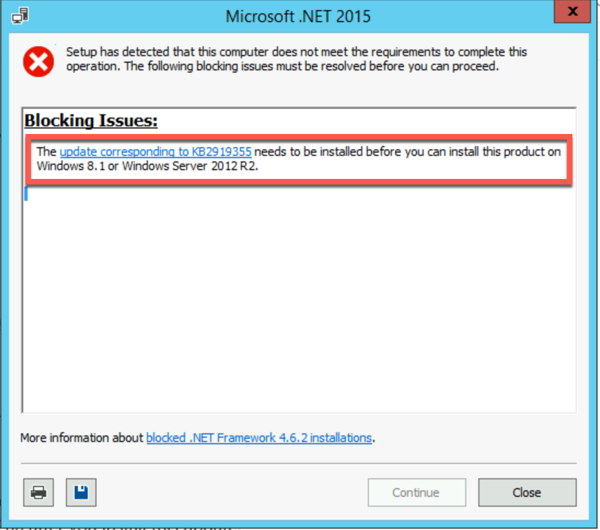 Microsoft .NET 2015
x
Setup has detected that this computer does not meet the requirements to complete this
operation. The following blocking issues must be resolved before you can proceed.
Blocking Issues:
The update corresponding to KB2919355 needs to be installed before you can install this product on
Windows 8.1 or Windows Server 2012 R2.
More information about blocked .NET Framework 4.6.2 installations.
Continue
Close